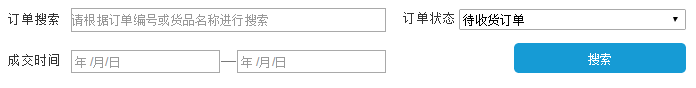 订单搜索 请根据订单编号或货品名称进行搜索 订单状态 待收货订单
成交时间 年 /月/日 — 年 /月/日 搜索